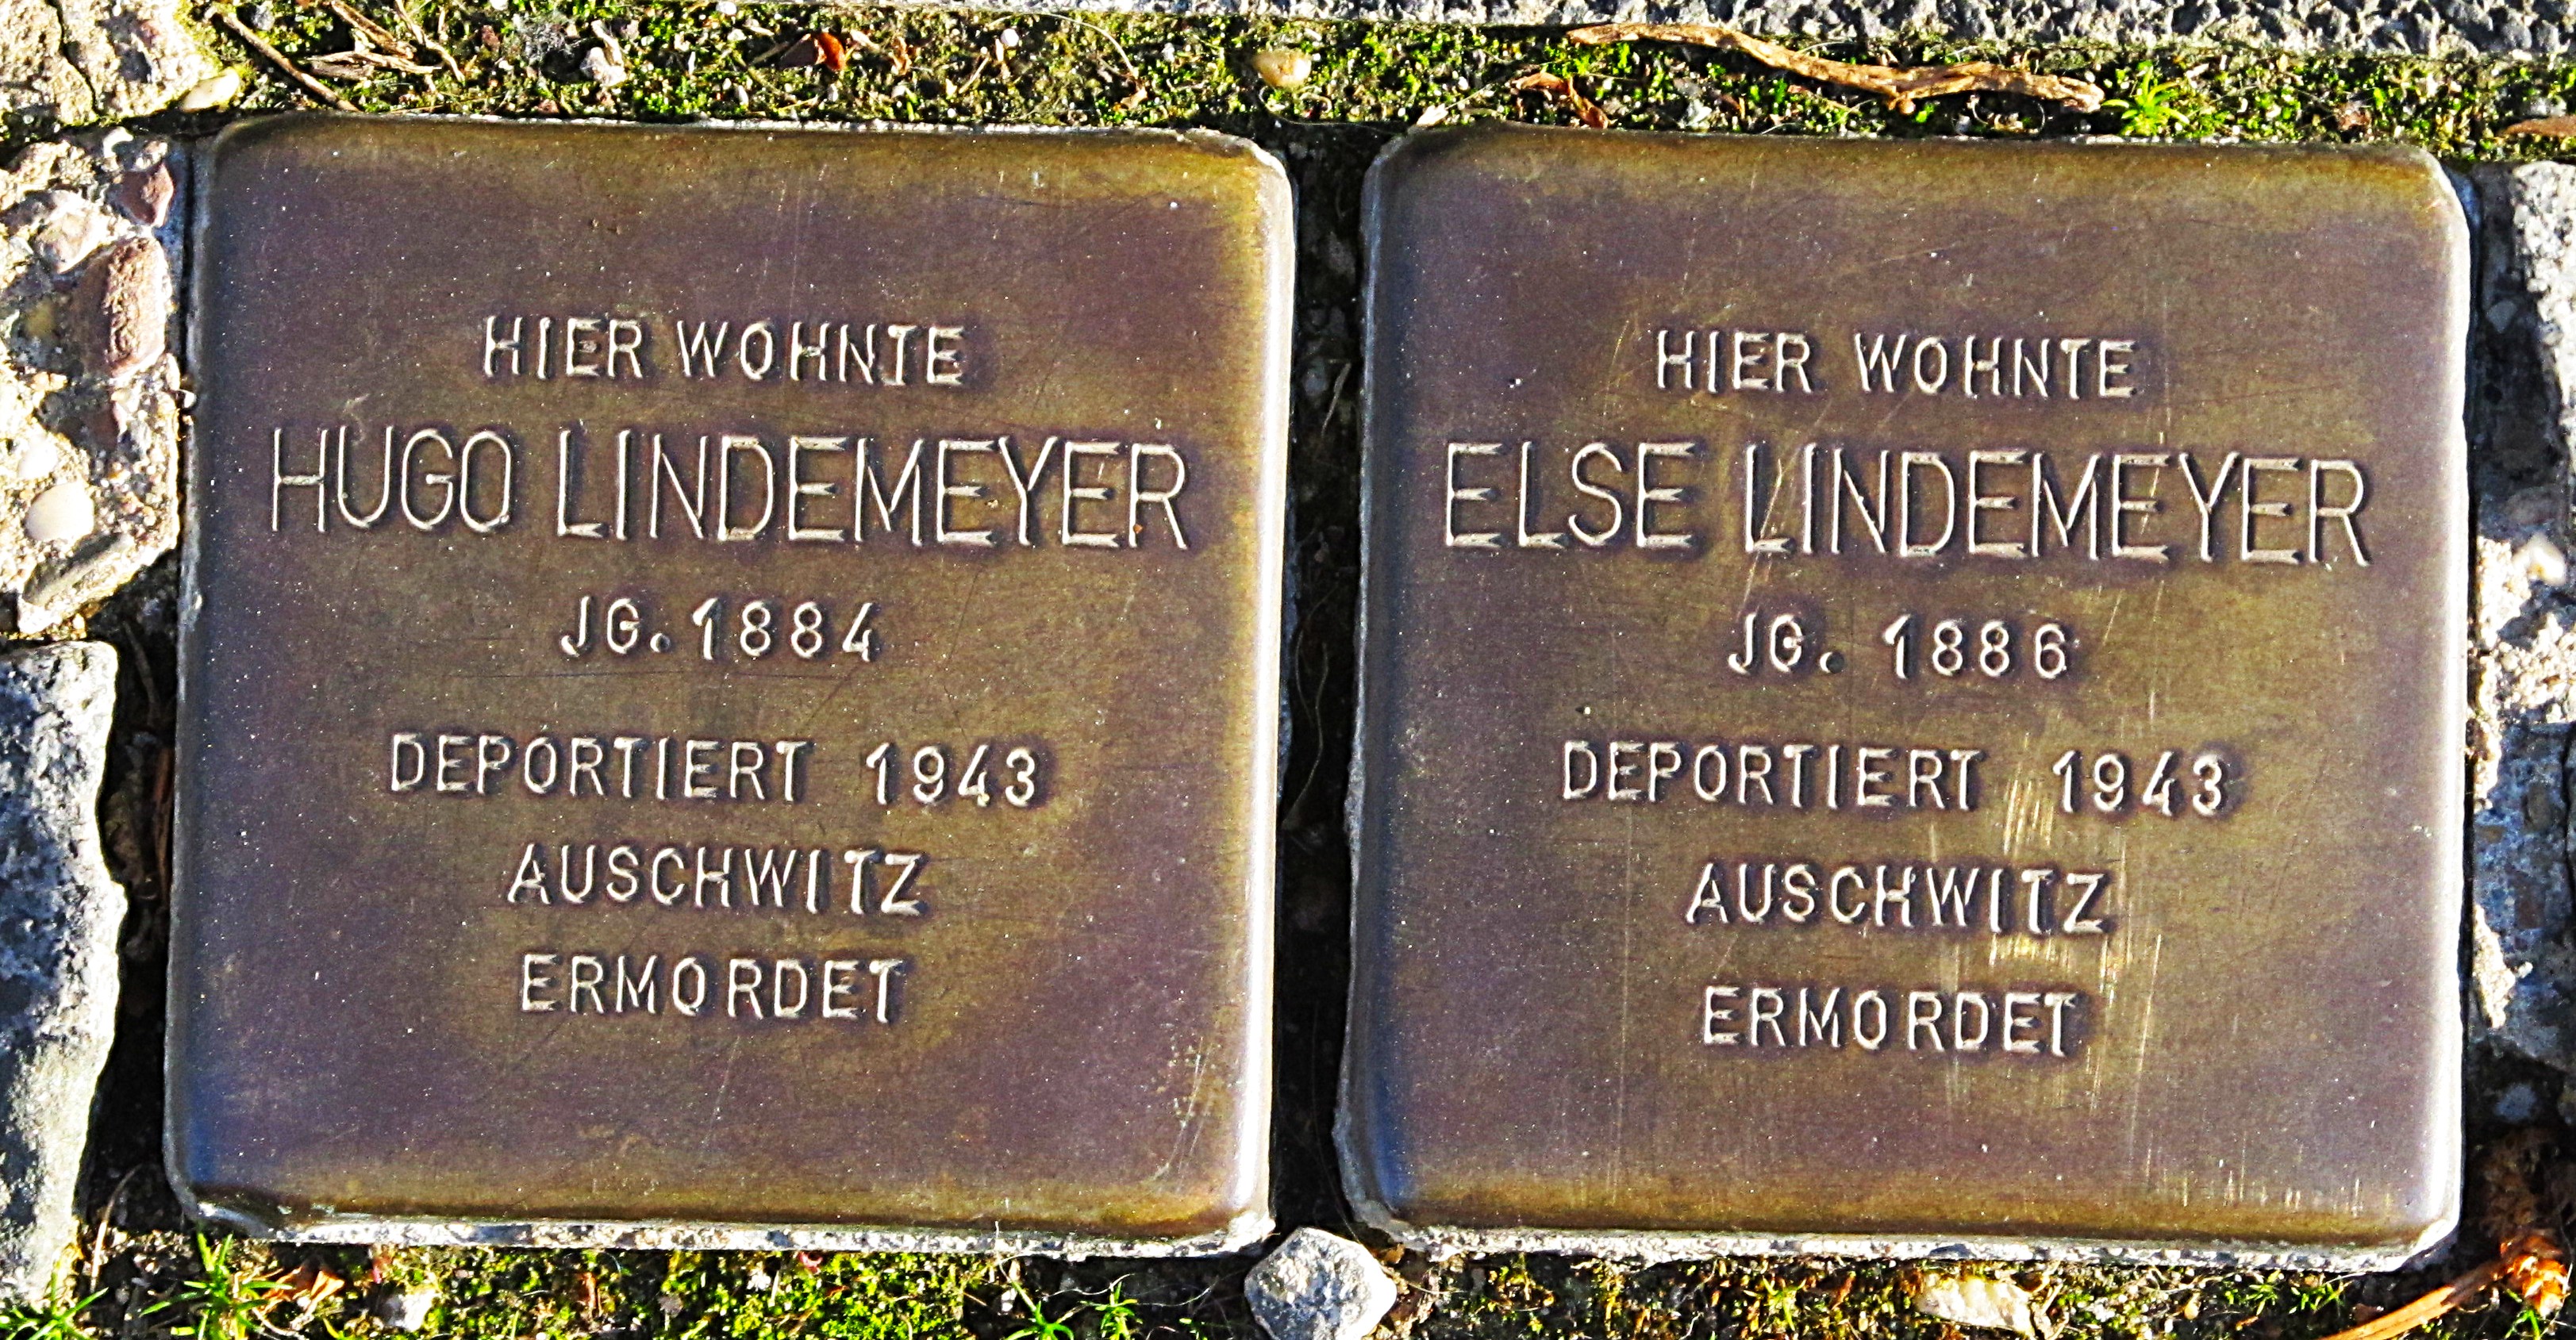 HIER WOHNTE
HUGO LINDEMEYER
JG. 1884
DEPORTIERT 1943
AUSCHWITZ
ERMORDET
HIER WOHNTE
ELSE LINDEMEYER
JG. 1886
DEPORTIERT 1943
AUSCHWITZ
ERMORDET